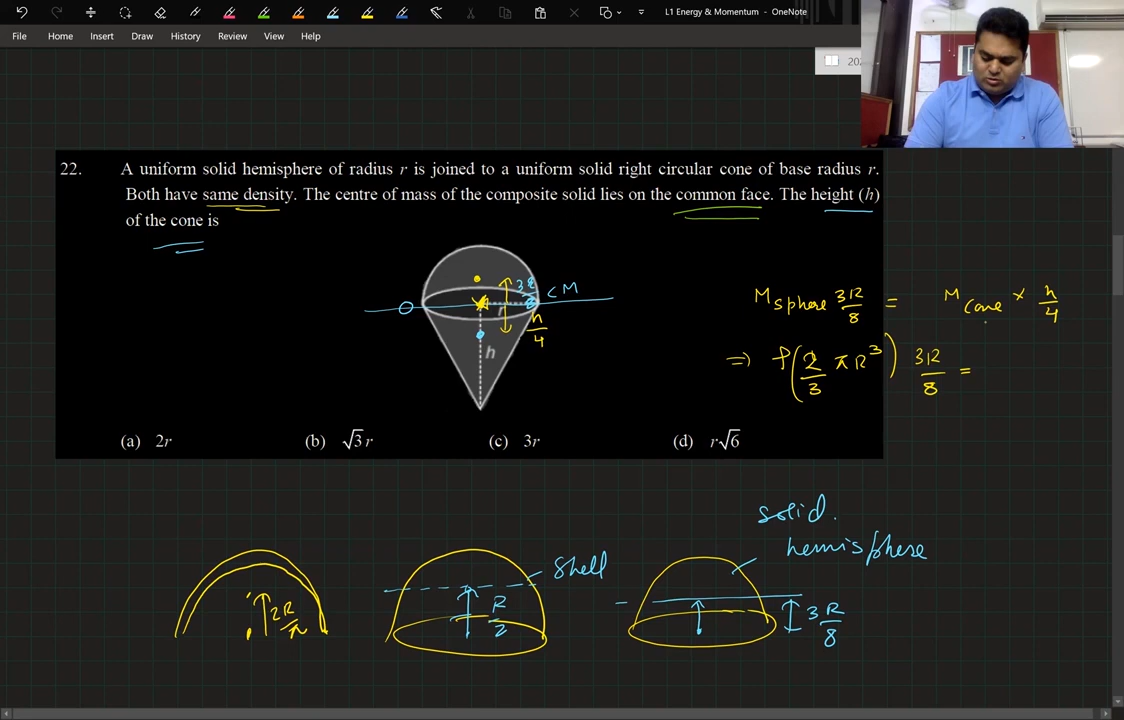 L1 Energy & Momentum - OneNote
File Home Insert Draw History Review View Help
22. A uniform solid hemisphere of radius r is joined to a uniform solid right circular cone of base radius r.
Both have same density. The centre of mass of the composite solid lies on the common face. The height (h)
of the cone is
3R/8
CM
r
h/4
h
(a) 2r (b) √3 r (c) 3r (d) r√6
M sphere 3R/8 = M cone × h/4
⇒ ρ(2/3 πR³) 3R/8 =
2R/π
R/2
Shell
solid.
hemisphere
3R/8